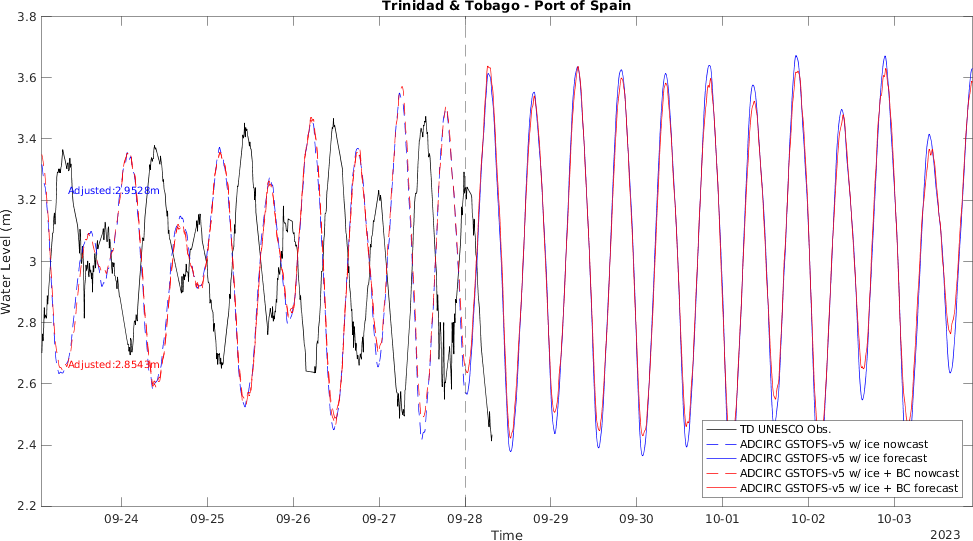 Trinidad & Tobago - Port of Spain
3.8
3.6
3.4
3.2
3
2.8
2.6
2.4
2.2
Water Level (m)
Adjusted:2.9528m
Adjusted:2.8543m
TD UNESCO Obs.
ADCIRC GSTOFS-v5 w/ ice nowcast
ADCIRC GSTOFS-v5 w/ ice forecast
ADCIRC GSTOFS-v5 w/ ice + BC nowcast
ADCIRC GSTOFS-v5 w/ ice + BC forecast
09-24 09-25 09-26 09-27 09-28 09-29 09-30 10-01 10-02 10-03
Time
2023